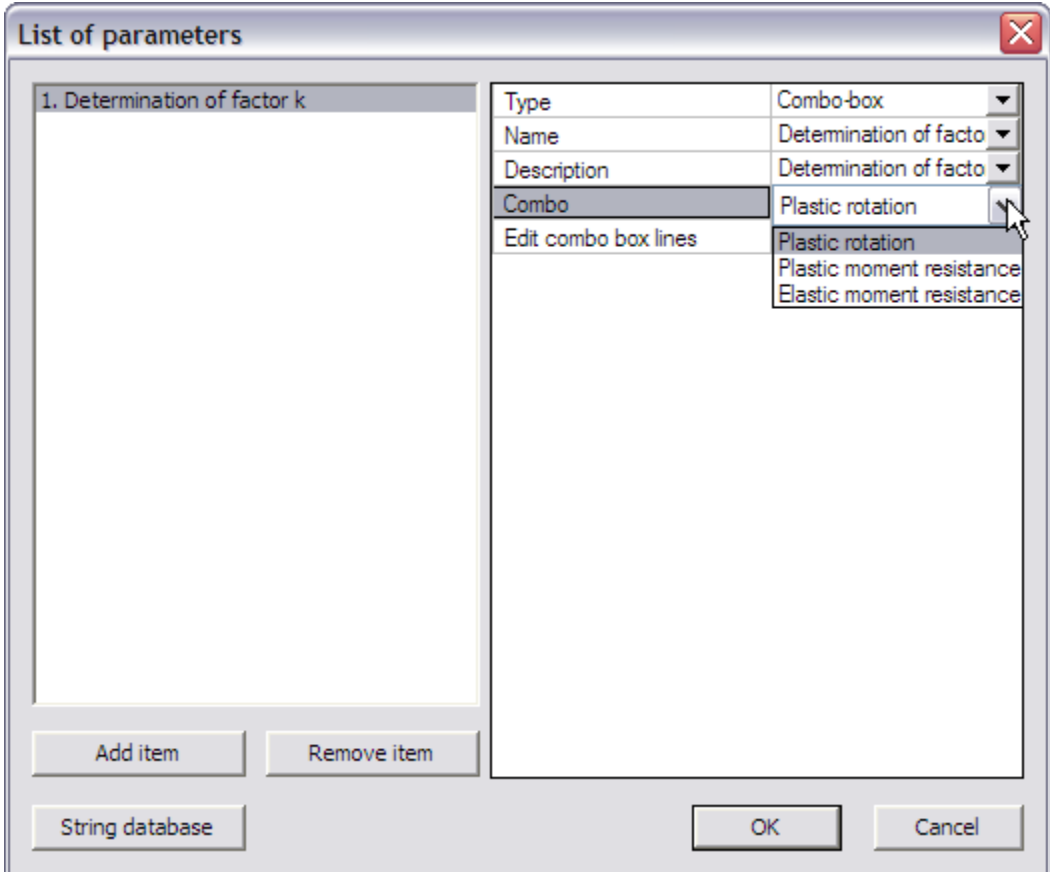 List of parameters
1. Determination of factor k
Type
Combo-box
Name
Determination of facto
Description
Determination of facto
Combo
Plastic rotation
Edit combo box lines
Plastic rotation
Plastic moment resistance
Elastic moment resistance
Add item
Remove item
String database
OK
Cancel